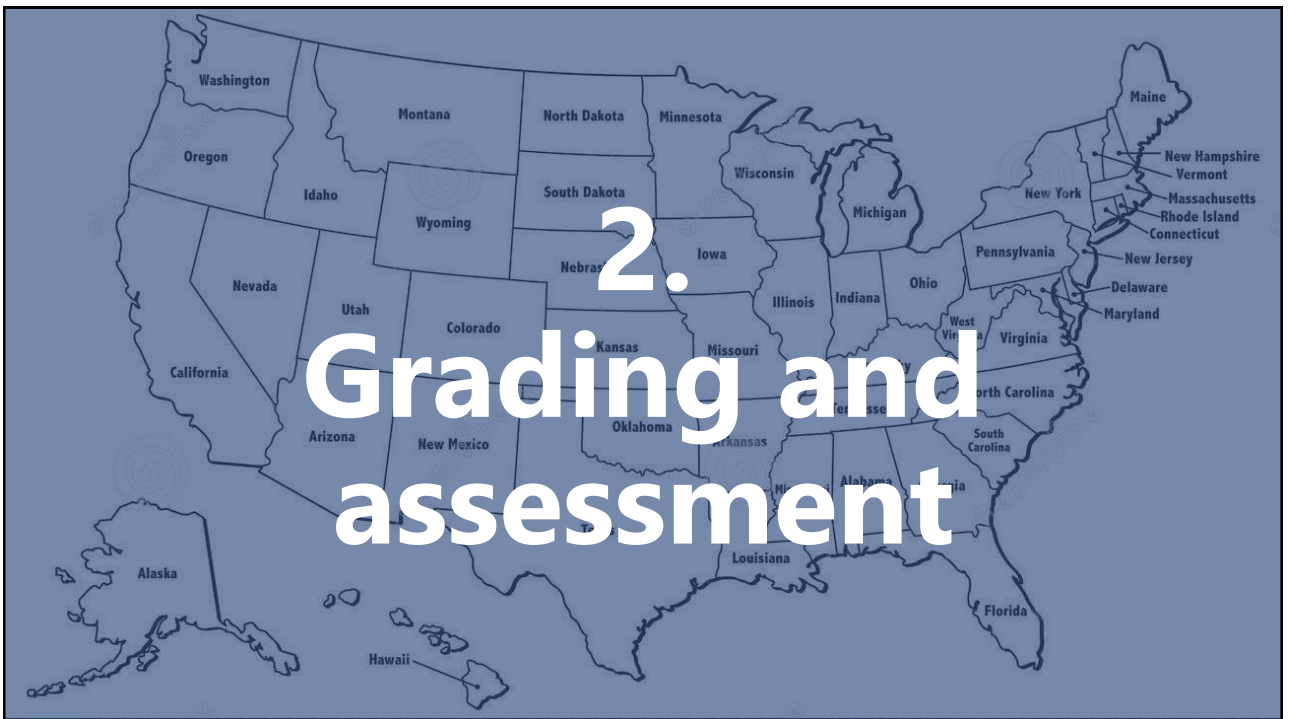 Washington
Montana
North Dakota
Minnesota
Maine
Oregon
Idaho
Wyoming
South Dakota
Wisconsin
Michigan
New York
New Hampshire
Vermont
Massachusetts
Rhode Island
Connecticut
2.
Nevada
Utah
Colorado
Iowa
Illinois
Indiana
Ohio
Pennsylvania
New Jersey
Delaware
Maryland
West
Virginia
California
Kansas
Missouri
Grading and
Arizona
New Mexico
Oklahoma
Arkansas
South
Carolina
Alabama
assessment
Louisiana
Florida
Alaska
Hawaii